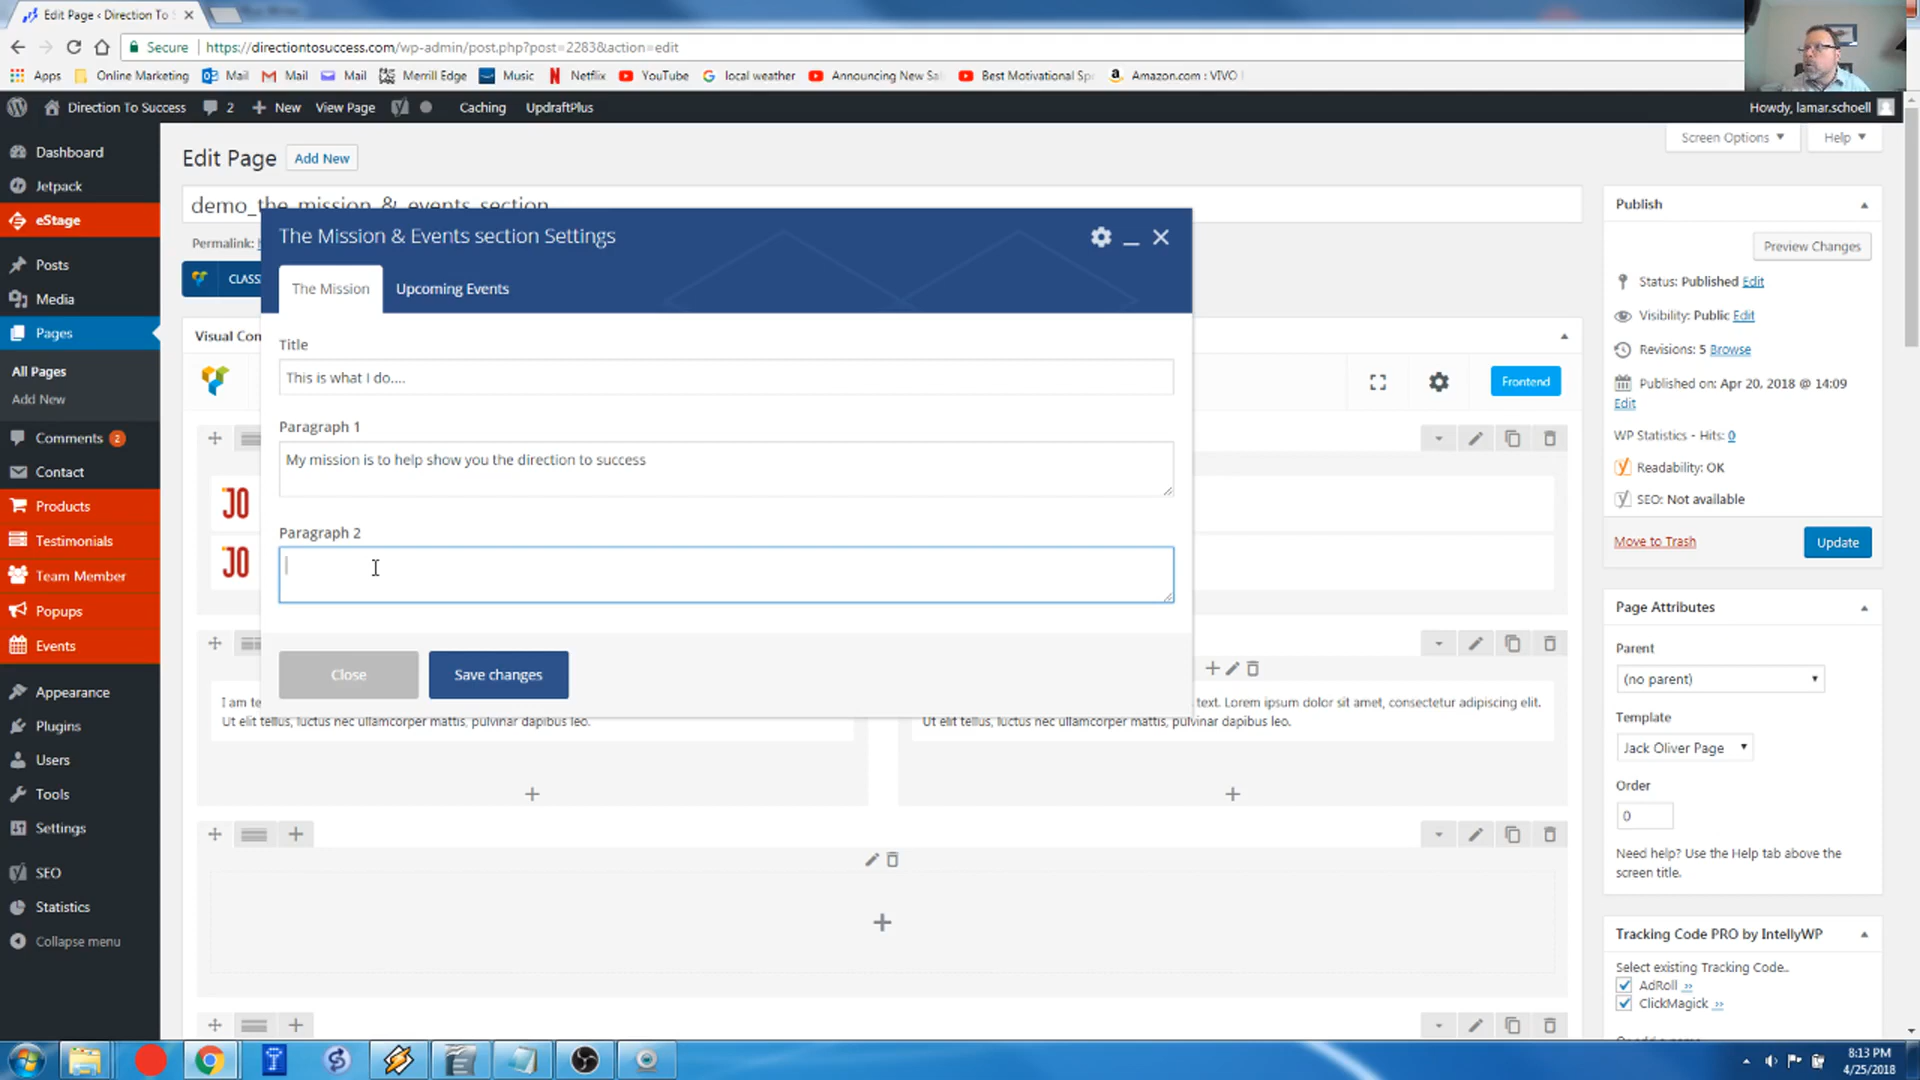 Edit Page ‹ Direction To S
Secure
https://directiontosuccess.com/wp-admin/post.php?post=2283&action=edit
Apps
Online Marketing
Mail
Mail
Mail
Merrill Edge
Music
Netflix
YouTube
local weather
Announcing New Sa
Best Motivational Sp
Amazon.com : VIVO
Direction To Success
2
New
View Page
Caching
UpdraftPlus
Howdy, lamar.schoell
Dashboard
Jetpack
eStage
Posts
Media
Pages
All Pages
Add New
Comments 2
Contact
Products
Testimonials
Team Member
Popups
Events
Appearance
Plugins
Users
Tools
Settings
SEO
Statistics
Collapse menu
Screen Options
Help
Edit Page
Add New
demo_the_mission_&_events_section
Permalink:
CLASS
Visual Com
Frontend
JO
JO
The Mission & Events section Settings
The Mission
Upcoming Events
Title
This is what I do....
Paragraph 1
My mission is to help show you the direction to success
Paragraph 2
Close
Save changes
I am te
Ut elit tellus, luctus nec ullamcorper mattis, pulvinar dapibus leo.
text. Lorem ipsum dolor sit amet, consectetur adipiscing elit.
Ut elit tellus, luctus nec ullamcorper mattis, pulvinar dapibus leo.
Publish
Preview Changes
Status: Published Edit
Visibility: Public Edit
Revisions: 5 Browse
Published on: Apr 20, 2018 @ 14:09
Edit
WP Statistics - Hits: 0
Readability: OK
SEO: Not available
Move to Trash
Update
Page Attributes
Parent
(no parent)
Template
Jack Oliver Page
Order
0
Need help? Use the Help tab above the
screen title.
Tracking Code PRO by IntellyWP
Select existing Tracking Code..
AdRoll »
ClickMagick »
8:13 PM
4/25/2018